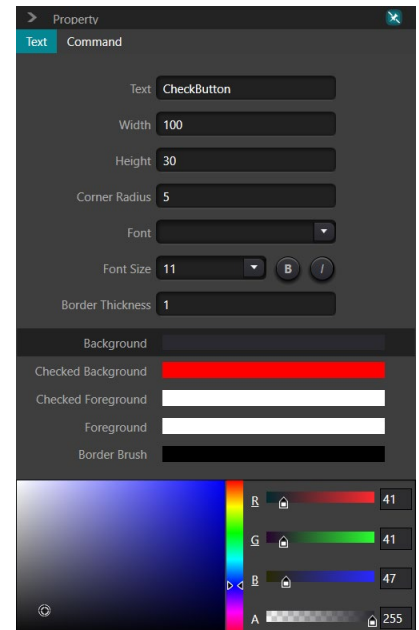 Property
Text Command
Text CheckButton
Width 100
Height 30
Corner Radius 5
Font
Font Size 11 B I
Border Thickness 1
Background
Checked Background
Checked Foreground
Foreground
Border Brush
R 41
G 41
B 47
A 255